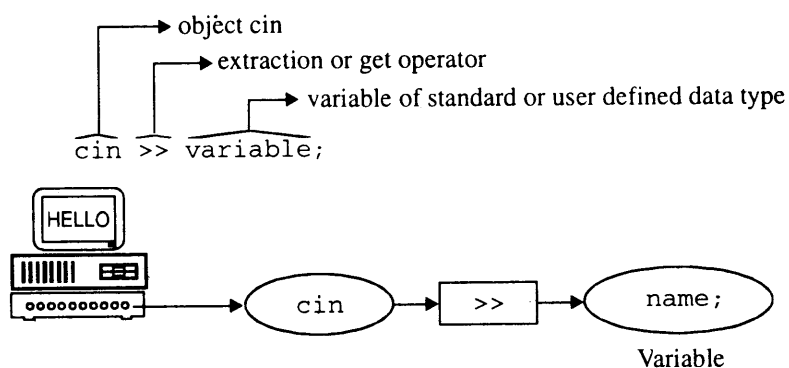 object cin
extraction or get operator
variable of standard or user defined data type
cin >> variable;
HELLO
cin
>>
name;
Variable